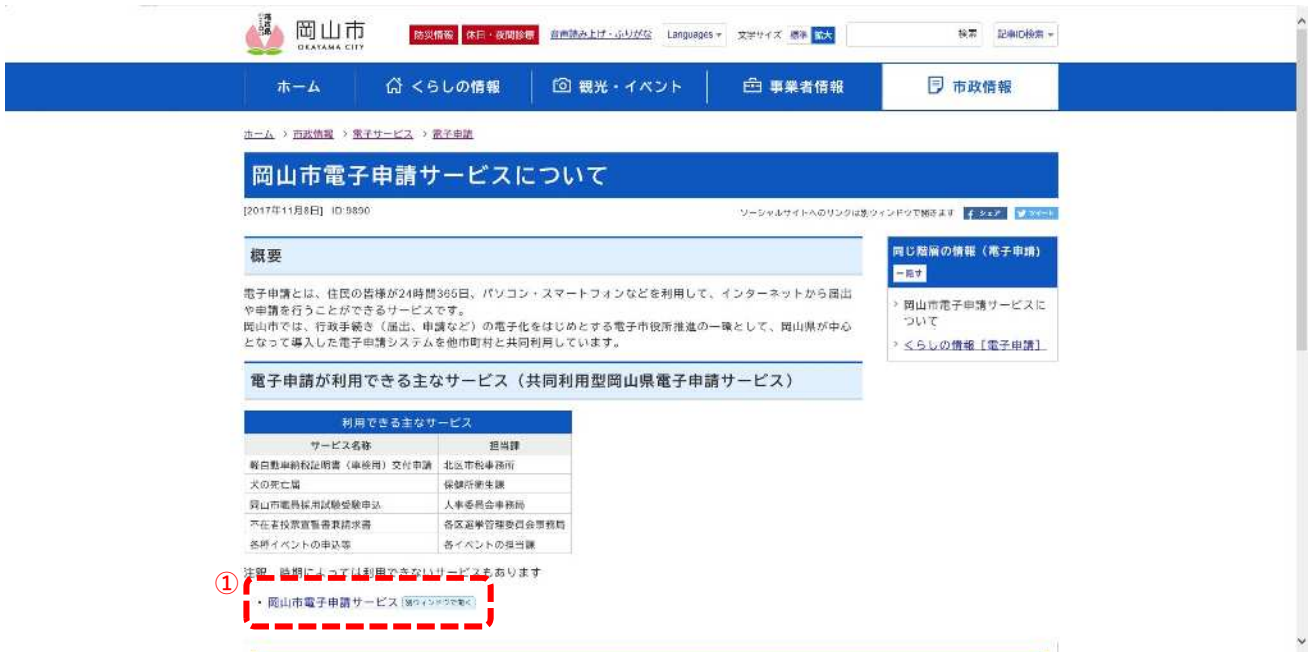 岡山市
OKAYAMA CITY
防災情報 休日・夜間診療 音声読み上げ・ふりがな Languages 文字サイズ 標準 拡大 検索 記事ID検索
ホーム くらしの情報 観光・イベント 事業者情報 市政情報
ホーム > 市政情報 > 電子サービス > 電子申請
岡山市電子申請サービスについて
[2017年11月8日] ID:9890
ソーシャルサイトへのリンクは別ウィンドウで開きます シェア ツイート
概要
電子申請とは、住民の皆様が24時間365日、パソコン・スマートフォンなどを利用して、インターネットから届出
や申請を行うことができるサービスです。
岡山市では、行政手続き(届出、申請など)の電子化をはじめとする電子市役所推進の一環として、岡山県が中心
となって導入した電子申請システムを他市町村と共同利用しています。
同じ階層の情報(電子申請)
−隠す
> 岡山市電子申請サービスに
ついて
> くらしの情報[電子申請]
電子申請が利用できる主なサービス(共同利用型岡山県電子申請サービス)
利用できる主なサービス
サービス名称 担当課
軽自動車納税証明書(車検用)交付申請 北区市税事務所
犬の死亡届 保健所衛生課
岡山市職員採用試験受験申込 人事委員会事務局
不在者投票宣誓書兼請求書 各区選挙管理委員会事務局
各種イベントの申込等 各イベントの担当課
注釈 時期によっては利用できないサービスもあります
①
・岡山市電子申請サービス 別ウィンドウで開く